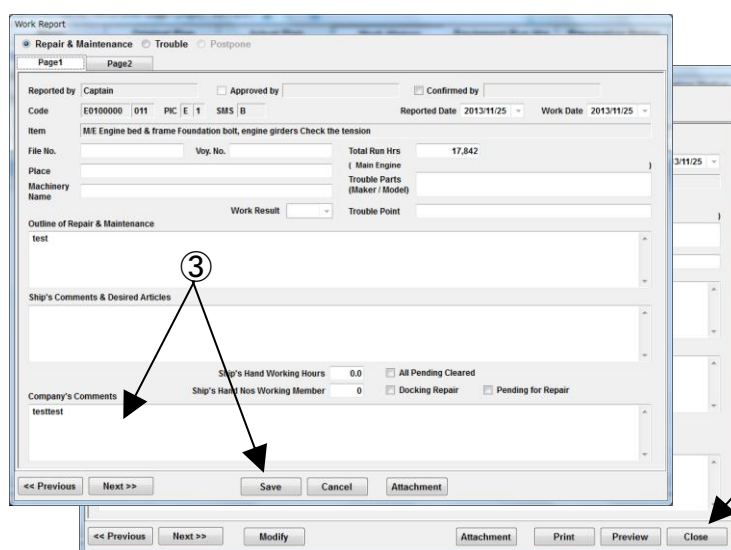 Work Report
Repair & Maintenance Trouble Postpone
Page1 Page2
Reported by Captain Approved by Confirmed by
Code E0100000 011 PIC E 1 SMS B Reported Date 2013/11/25 Work Date 2013/11/25
Item M/E Engine bed & frame Foundation bolt, engine girders Check the tension
File No. Voy. No. Total Run Hrs 17,842
( Main Engine )
Place
Trouble Parts
(Maker / Model)
Machinery
Name
Work Result Trouble Point
Outline of Repair & Maintenance
test
③
Ship's Comments & Desired Articles
Ship's Hand Working Hours 0.0 All Pending Cleared
Ship's Hand Nos Working Member 0 Docking Repair Pending for Repair
Company's Comments
testtest
<< Previous Next >> Save Cancel Attachment
3/11/25
)
<< Previous Next >> Modify Attachment Print Preview Close